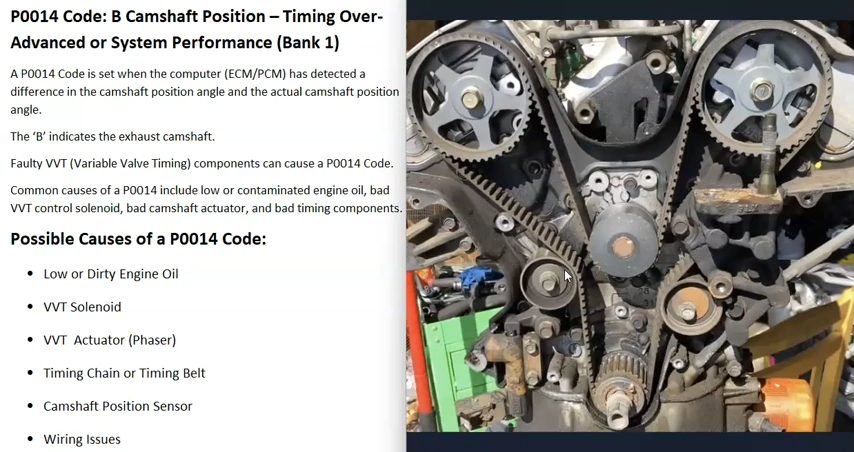 P0014 Code: B Camshaft Position – Timing Over-
Advanced or System Performance (Bank 1)
A P0014 Code is set when the computer (ECM/PCM) has detected a
difference in the camshaft position angle and the actual camshaft position
angle.
The ‘B’ indicates the exhaust camshaft.
Faulty VVT (Variable Valve Timing) components can cause a P0014 Code.
Common causes of a P0014 include low or contaminated engine oil, bad
VVT control solenoid, bad camshaft actuator, and bad timing components.
Possible Causes of a P0014 Code:
• Low or Dirty Engine Oil
• VVT Solenoid
• VVT Actuator (Phaser)
• Timing Chain or Timing Belt
• Camshaft Position Sensor
• Wiring Issues